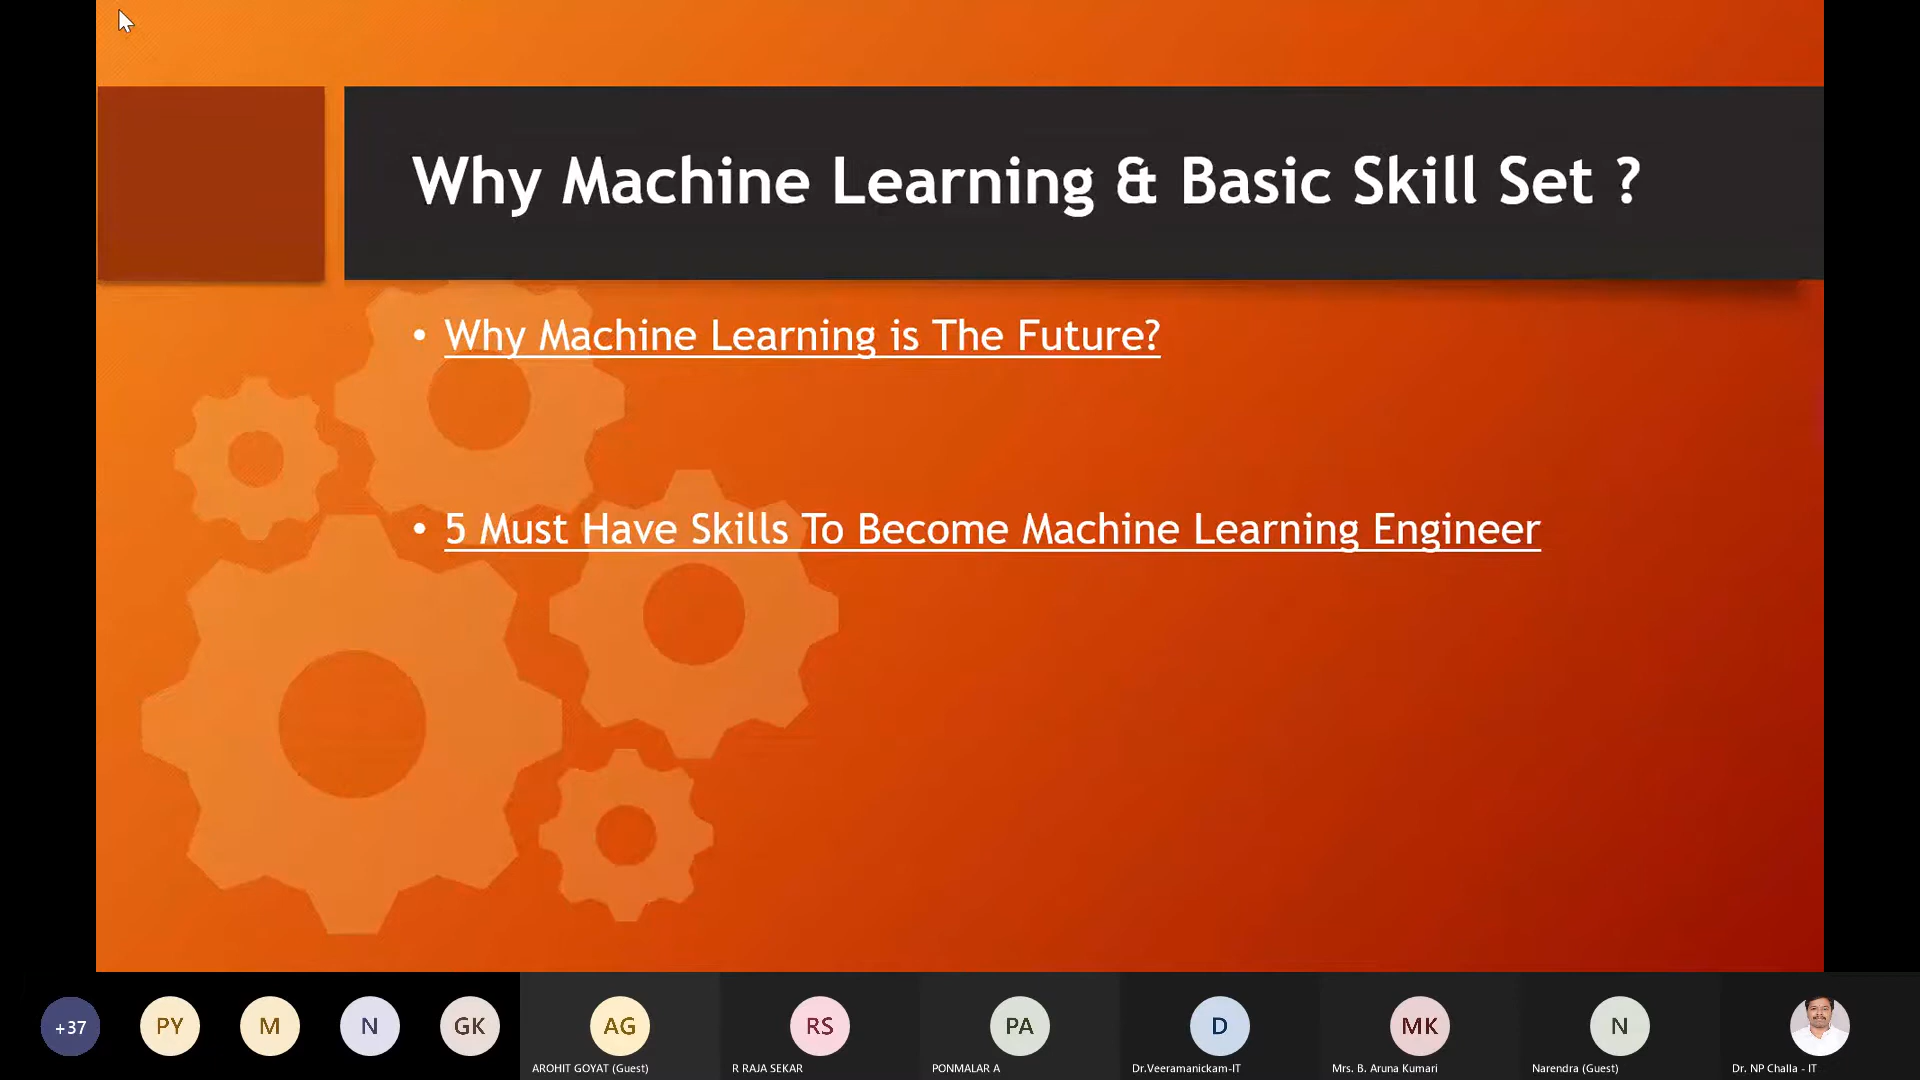 Why Machine Learning & Basic Skill Set ?
• Why Machine Learning is The Future?
• 5 Must Have Skills To Become Machine Learning Engineer
+37
PY
M
N
GK
AG
RS
PA
D
MK
N
AROHIT GOYAT (Guest)
R RAJA SEKAR
PONMALAR A
Dr.Veeramanickam-IT
Mrs. B. Aruna Kumari
Narendra (Guest)
Dr. NP Challa - IT